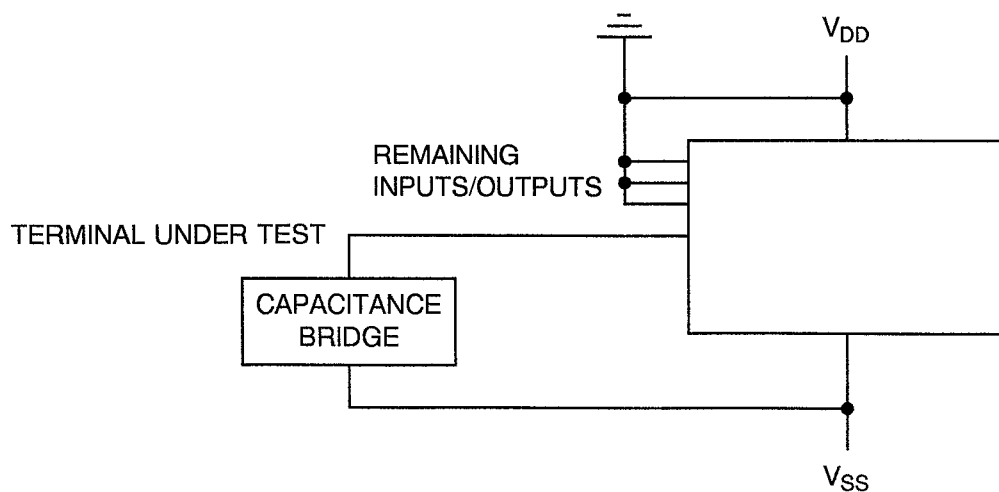 VDD
REMAINING
INPUTS/OUTPUTS
TERMINAL UNDER TEST
CAPACITANCE
BRIDGE
VSS